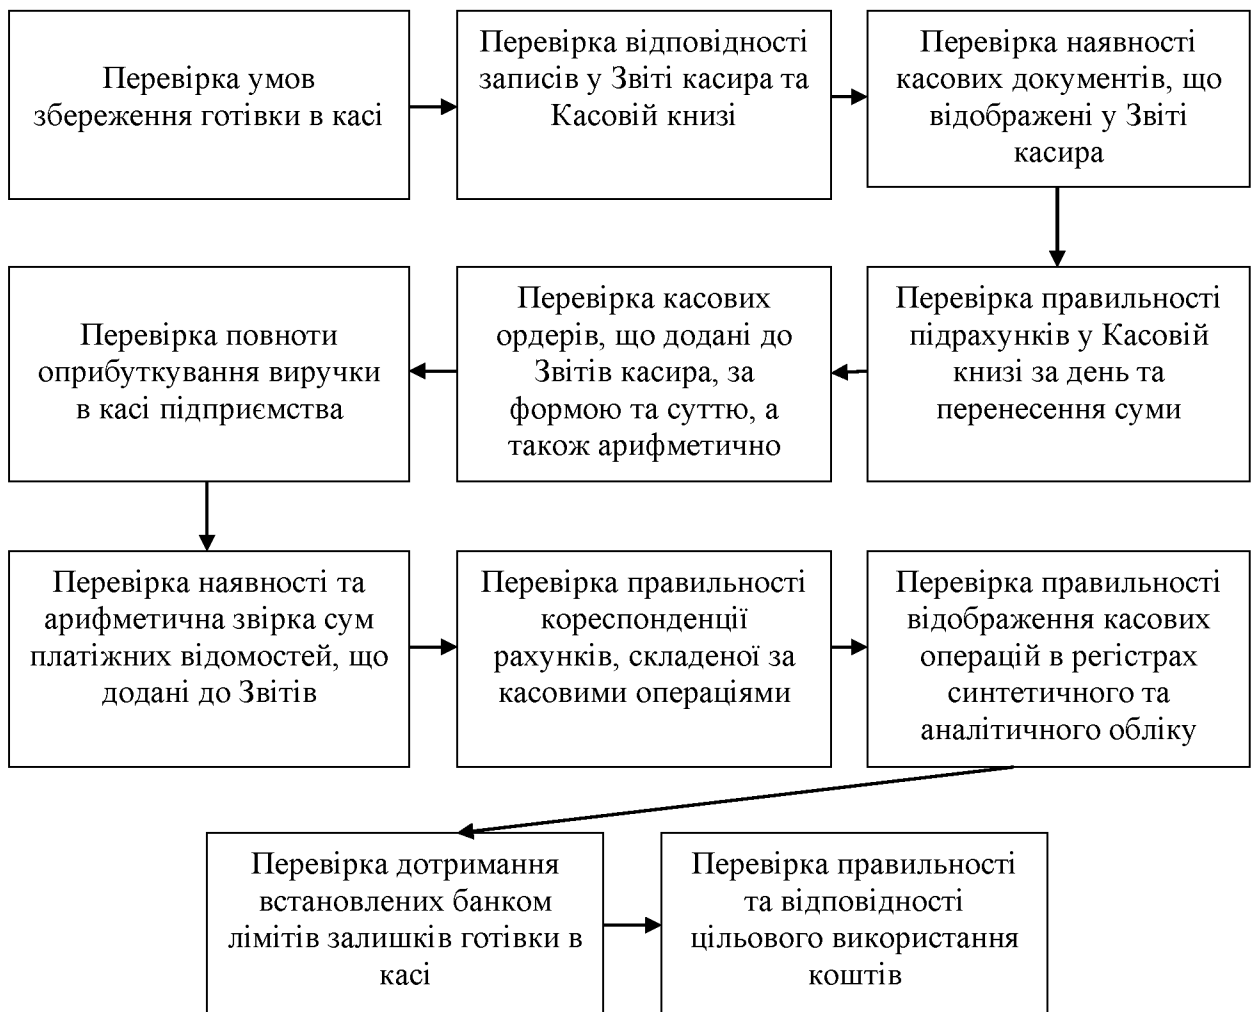 Перевірка умов
збереження готівки в касі
Перевірка відповідності
записів у Звіті касира та
Касовій книзі
Перевірка наявності
касових документів, що
відображені у Звіті
касира
Перевірка правильності
підрахунків у Касовій
книзі за день та
перенесення суми
Перевірка касових
ордерів, що додані до
Звітів касира, за
формою та суттю, а
також арифметично
Перевірка повноти
оприбуткування виручки
в касі підприємства
Перевірка наявності та
арифметична звірка сум
платіжних відомостей, що
додані до Звітів
Перевірка правильності
кореспонденції
рахунків, складеної за
касовими операціями
Перевірка правильності
відображення касових
операцій в регістрах
синтетичного та
аналітичного обліку
Перевірка дотримання
встановлених банком
лімітів залишків готівки в
касі
Перевірка правильності
та відповідності
цільового використання
коштів